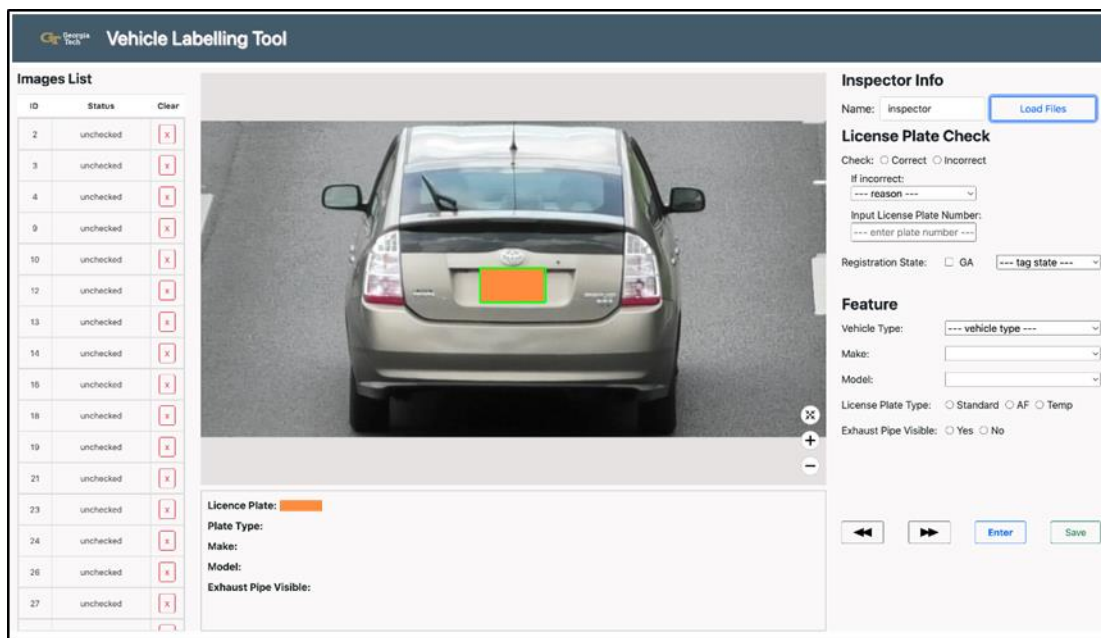 Georgia Tech Vehicle Labelling Tool
Images List
ID Status Clear
2 unchecked x
3 unchecked x
4 unchecked x
9 unchecked x
10 unchecked x
12 unchecked x
13 unchecked x
14 unchecked x
16 unchecked x
18 unchecked x
19 unchecked x
21 unchecked x
23 unchecked x
24 unchecked x
26 unchecked x
27 unchecked x
Licence Plate:
Plate Type:
Make:
Model:
Exhaust Pipe Visible:
Inspector Info
Name: inspector Load Files
License Plate Check
Check: Correct Incorrect
If incorrect:
--- reason ---
Input License Plate Number:
--- enter plate number ---
Registration State: GA --- tag state ---
Feature
Vehicle Type: --- vehicle type ---
Make:
Model:
License Plate Type: Standard AF Temp
Exhaust Pipe Visible: Yes No
Enter Save